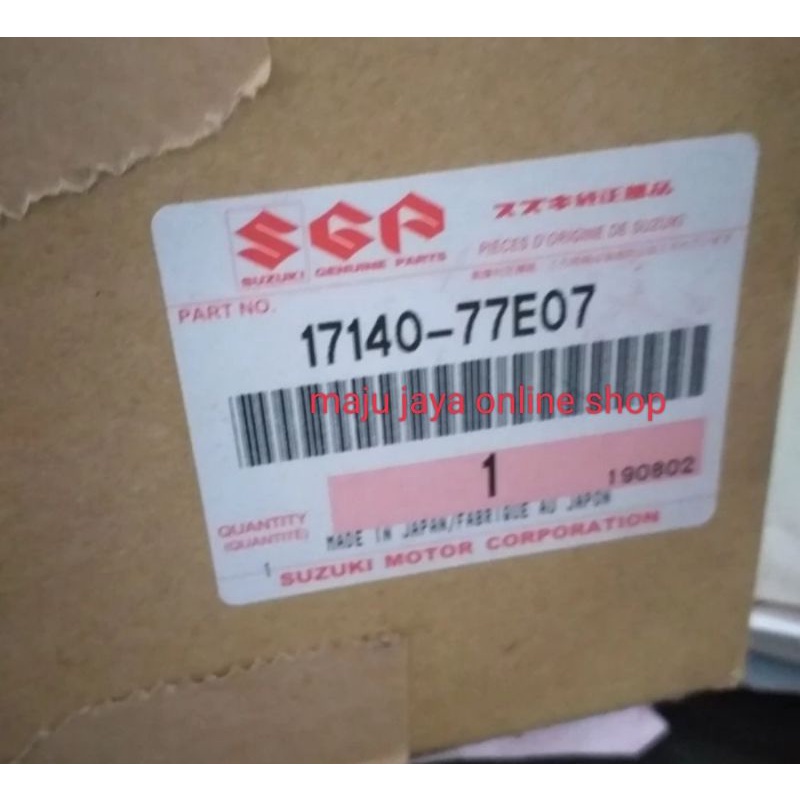 SGP
スズキ純正部品
SUZUKI GENUINE PARTS
PIECES D'ORIGINE DE SUZUKI
PART NO.
17140-77E07
maju jaya online shop
1
190802
QUANTITY
(QUANTITE)
MADE IN JAPAN/FABRIQUE AU JAPON
1
SUZUKI MOTOR CORPORATION